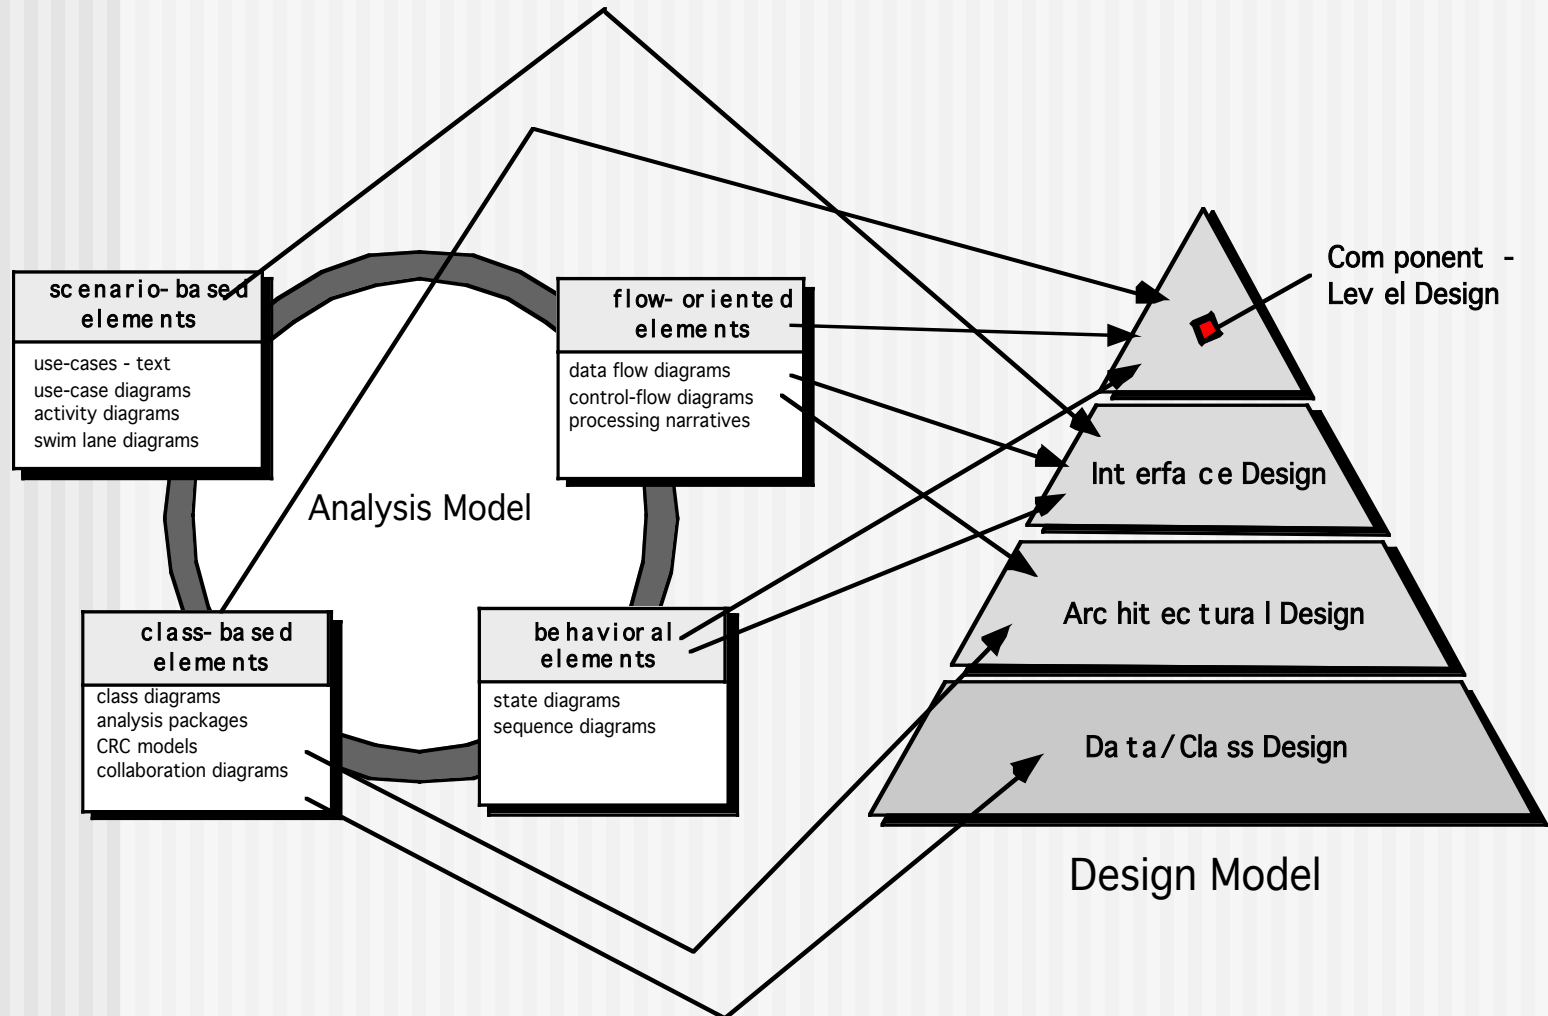 scenario-based
elements
use-cases - text
use-case diagrams
activity diagrams
swim lane diagrams
flow-oriented
elements
data flow diagrams
control-flow diagrams
processing narratives
Analysis Model
class-based
elements
class diagrams
analysis packages
CRC models
collaboration diagrams
behavioral
elements
state diagrams
sequence diagrams
Component -
Level Design
Interface Design
Architectural Design
Data/Class Design
Design Model